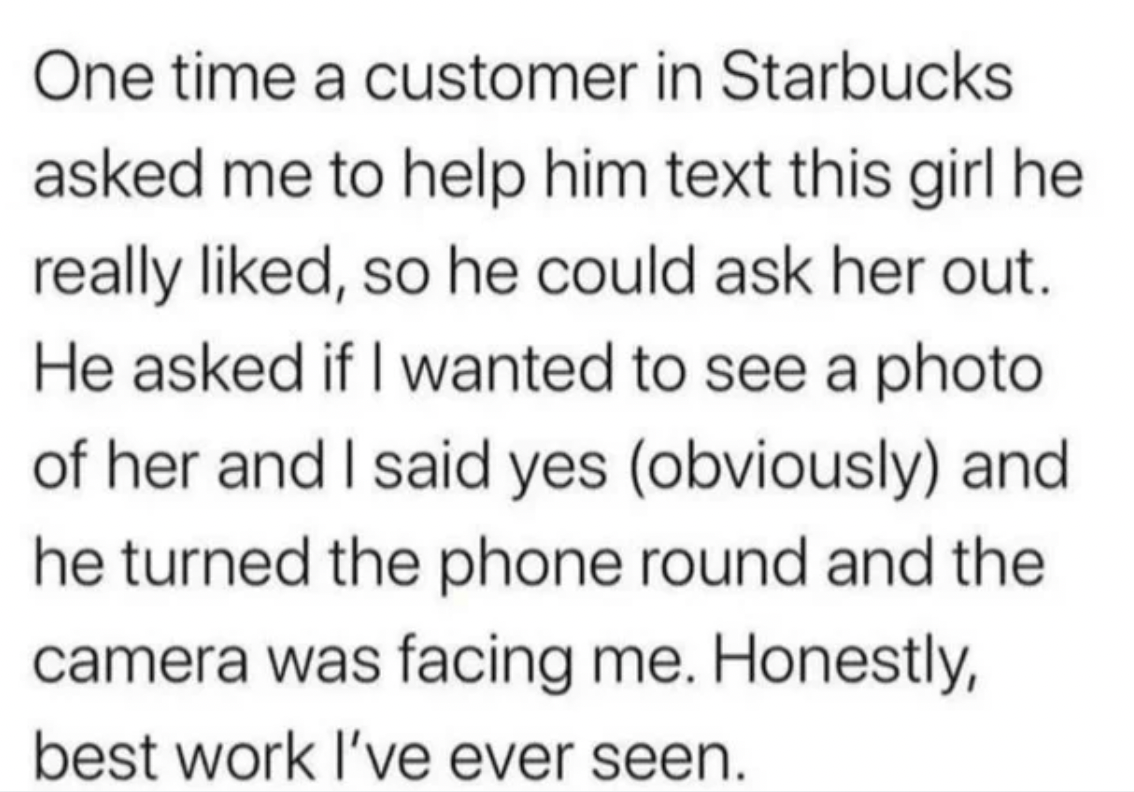 One time a customer in Starbucks
asked me to help him text this girl he
really liked, so he could ask her out.
He asked if I wanted to see a photo
of her and I said yes (obviously) and
he turned the phone round and the
camera was facing me. Honestly,
best work I've ever seen.